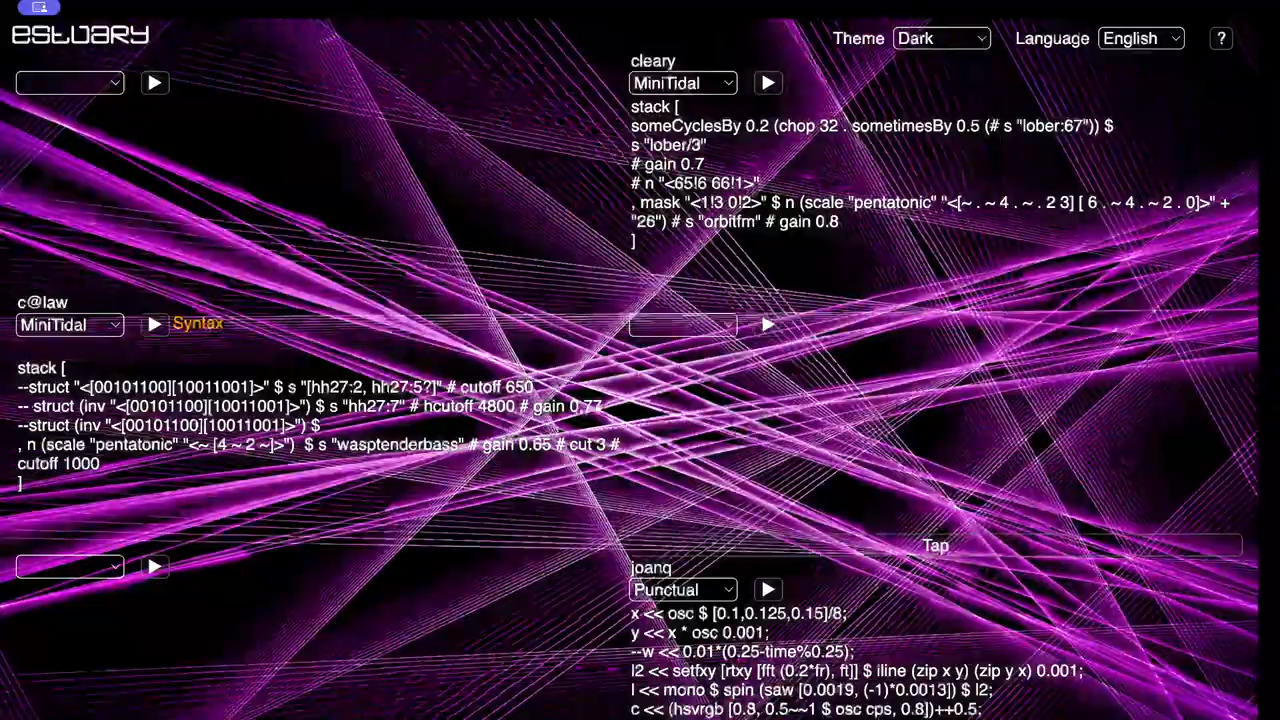 estuary
Theme Dark Language English ?
cleary
MiniTidal
stack [
someCyclesBy 0.2 (chop 32 . sometimesBy 0.5 (# s "lober:67")) $
s "lober/3"
# gain 0.7
# n "<65!6 66!1>"
, mask "<1!3 0!2>" $ n (scale "pentatonic" "<[~ . ~ 4 . ~ . 2 3] [ 6 . ~ 4 . ~ 2 . 0]>" +
"26") # s "orbitfm" # gain 0.8
]
c@law
MiniTidal Syntax
stack [
--struct "<[00101100][10011001]>" $ s "[hh27:2, hh27:5?]" # cutoff 650
-- struct (inv "<[00101100][10011001]>") $ s "hh27:7" # hcutoff 4800 # gain 0.77
--struct (inv "<[00101100][10011001]>") $
, n (scale "pentatonic" "<~ [4 ~ 2 ~]>")  $ s "wasptenderbass" # gain 0.65 # cut 3 #
cutoff 1000
]
Tap
joanq
Punctual
x << osc $ [0.1,0.125,0.15]/8;
y << x * osc 0.001;
--w << 0.01*(0.25-time%0.25);
l2 << setfxy [rtxy [fft (0.2*fr), ft]] $ iline (zip x y) (zip y x) 0.001;
l << mono $ spin (saw [0.0019, (-1)*0.0013]) $ l2;
c << (hsvrgb [0.8, 0.5~~1 $ osc cps, 0.8])++0.5;